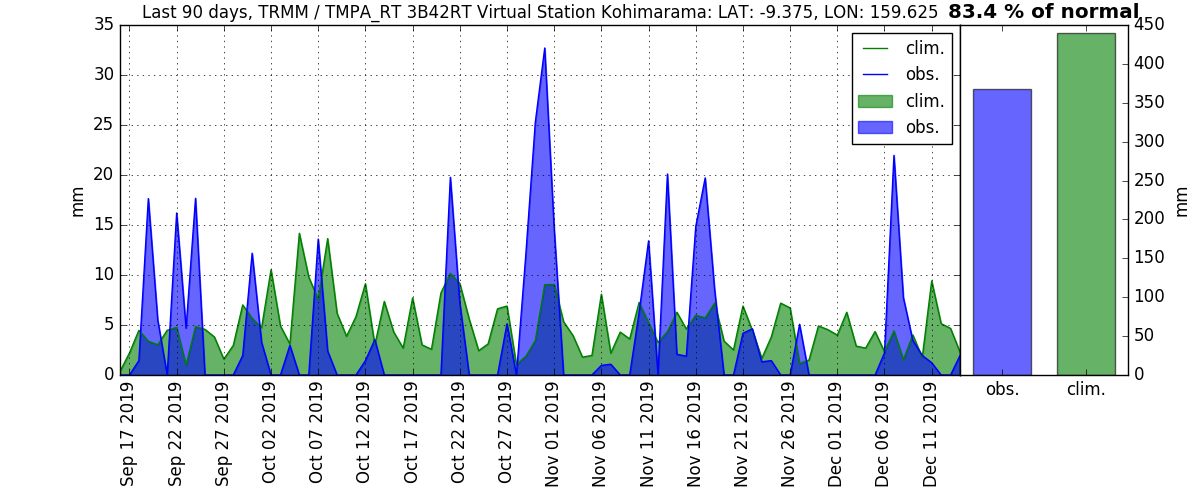 Last 90 days, TRMM / TMPA_RT 3B42RT Virtual Station Kohimarama: LAT: -9.375, LON: 159.625 83.4 % of normal
35
30
25
20
15
10
5
0
mm
clim.
obs.
clim.
obs.
450
400
350
300
250
200
150
100
50
0
mm
Sep 17 2019
Sep 22 2019
Sep 27 2019
Oct 02 2019
Oct 07 2019
Oct 12 2019
Oct 17 2019
Oct 22 2019
Oct 27 2019
Nov 01 2019
Nov 06 2019
Nov 11 2019
Nov 16 2019
Nov 21 2019
Nov 26 2019
Dec 01 2019
Dec 06 2019
Dec 11 2019
obs. clim.